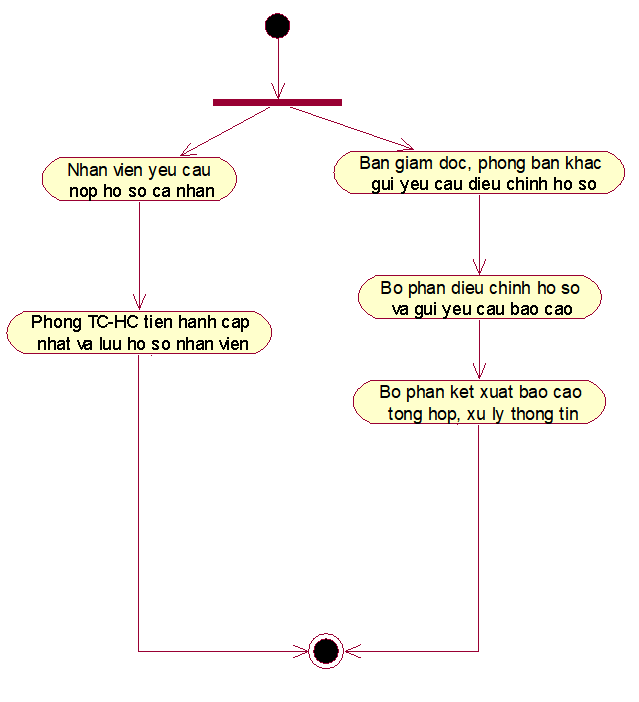 Nhan vien yeu cau
nop ho so ca nhan
Ban giam doc, phong ban khac
gui yeu cau dieu chinh ho so
Phong TC-HC tien hanh cap
nhat va luu ho so nhan vien
Bo phan dieu chinh ho so
va gui yeu cau bao cao
Bo phan ket xuat bao cao
tong hop, xu ly thong tin